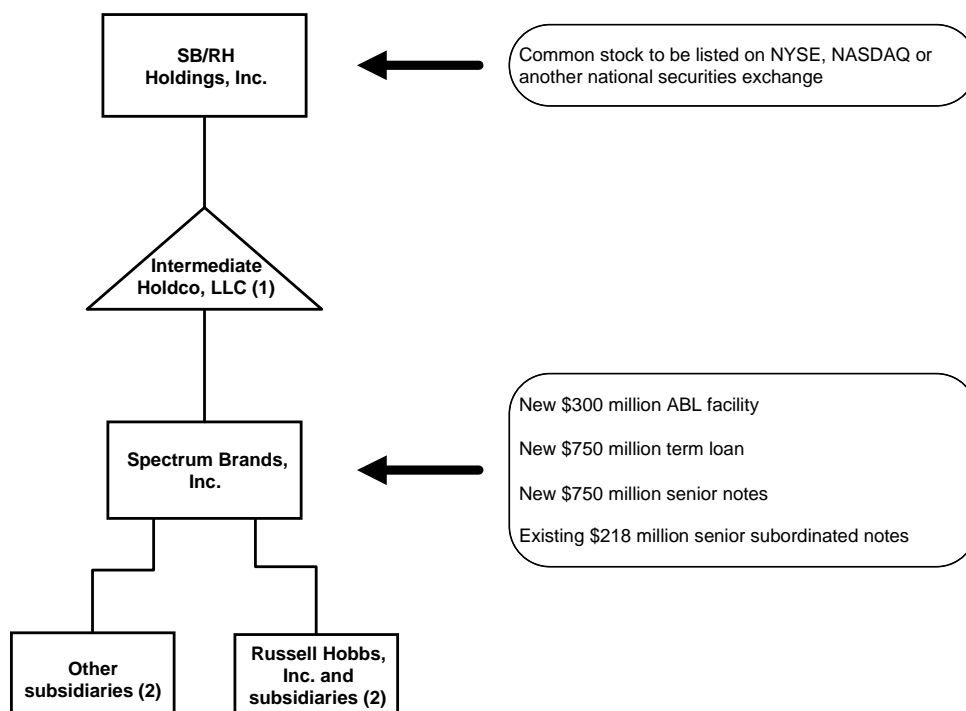 SB/RH
Holdings, Inc.
Common stock to be listed on NYSE, NASDAQ or
another national securities exchange
Intermediate
Holdco, LLC (1)
Spectrum Brands,
Inc.
New $300 million ABL facility
New $750 million term loan
New $750 million senior notes
Existing $218 million senior subordinated notes
Other
subsidiaries (2)
Russell Hobbs,
Inc. and
subsidiaries (2)